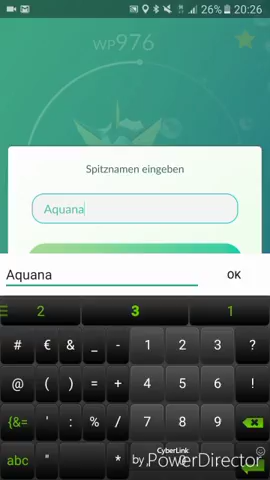 26% 20:26
WP976
Spitznamen eingeben
Aquana
Aquana OK
2 3 1
# € & _ - 1 2 3 ?
@ ( ) = + 4 5 6 !
{&= ' : % / 7 8 9
abc " * 
CyberLink
by PowerDirector